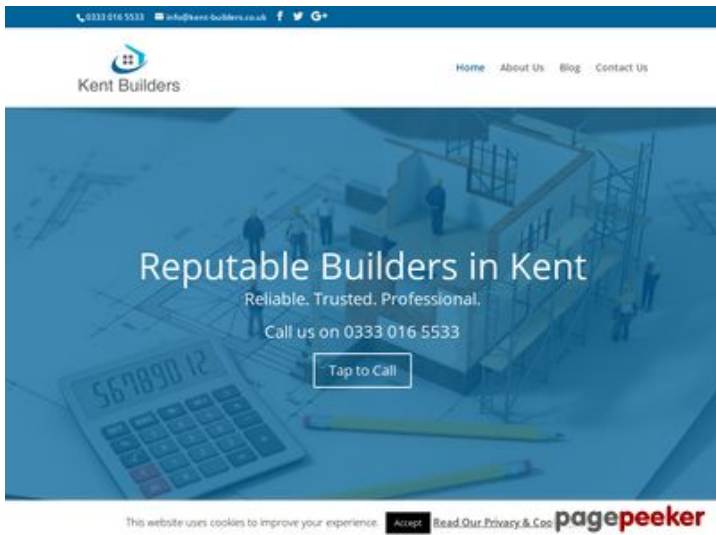 0333 016 5533 info@kent-builders.co.uk f G+
Kent Builders
Home About Us Blog Contact Us
Reputable Builders in Kent
Reliable. Trusted. Professional.
Call us on 0333 016 5533
Tap to Call
567890 12
This website uses cookies to improve your experience. Accept Read Our Privacy & Coo
pagepeeker